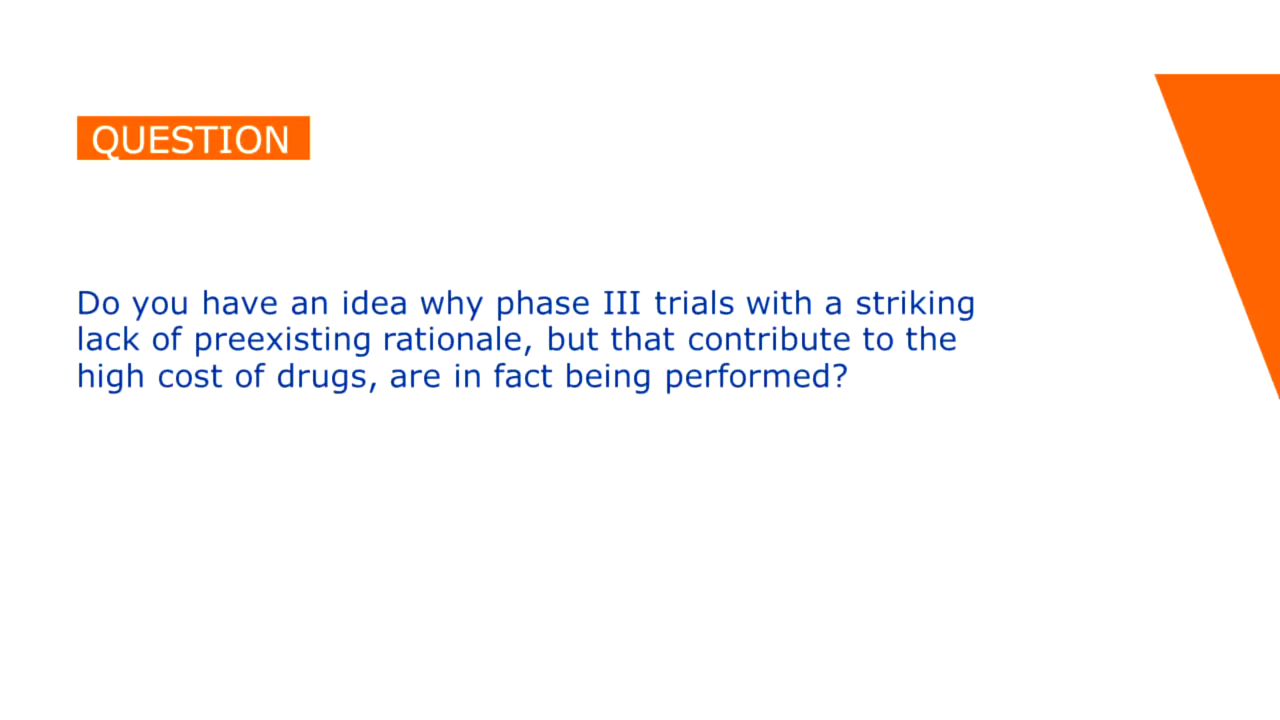 QUESTION
Do you have an idea why phase III trials with a striking
lack of preexisting rationale, but that contribute to the
high cost of drugs, are in fact being performed?